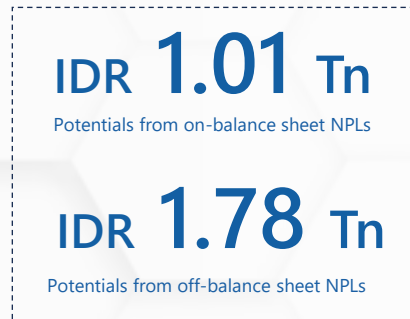 IDR 1.01 Tn
Potentials from on-balance sheet NPLs
IDR 1.78 Tn
Potentials from off-balance sheet NPLs